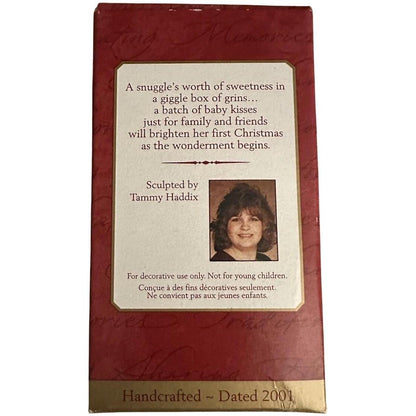 A snuggle's worth of sweetness in
a giggle box of grins...
a batch of baby kisses
just for family and friends
will brighten her first Christmas
as the wonderment begins.
Sculpted by
Tammy Haddix
For decorative use only. Not for young children.
Conçue à des fins décoratives seulement.
Ne convient pas aux jeunes enfants.
Handcrafted ~ Dated 2001